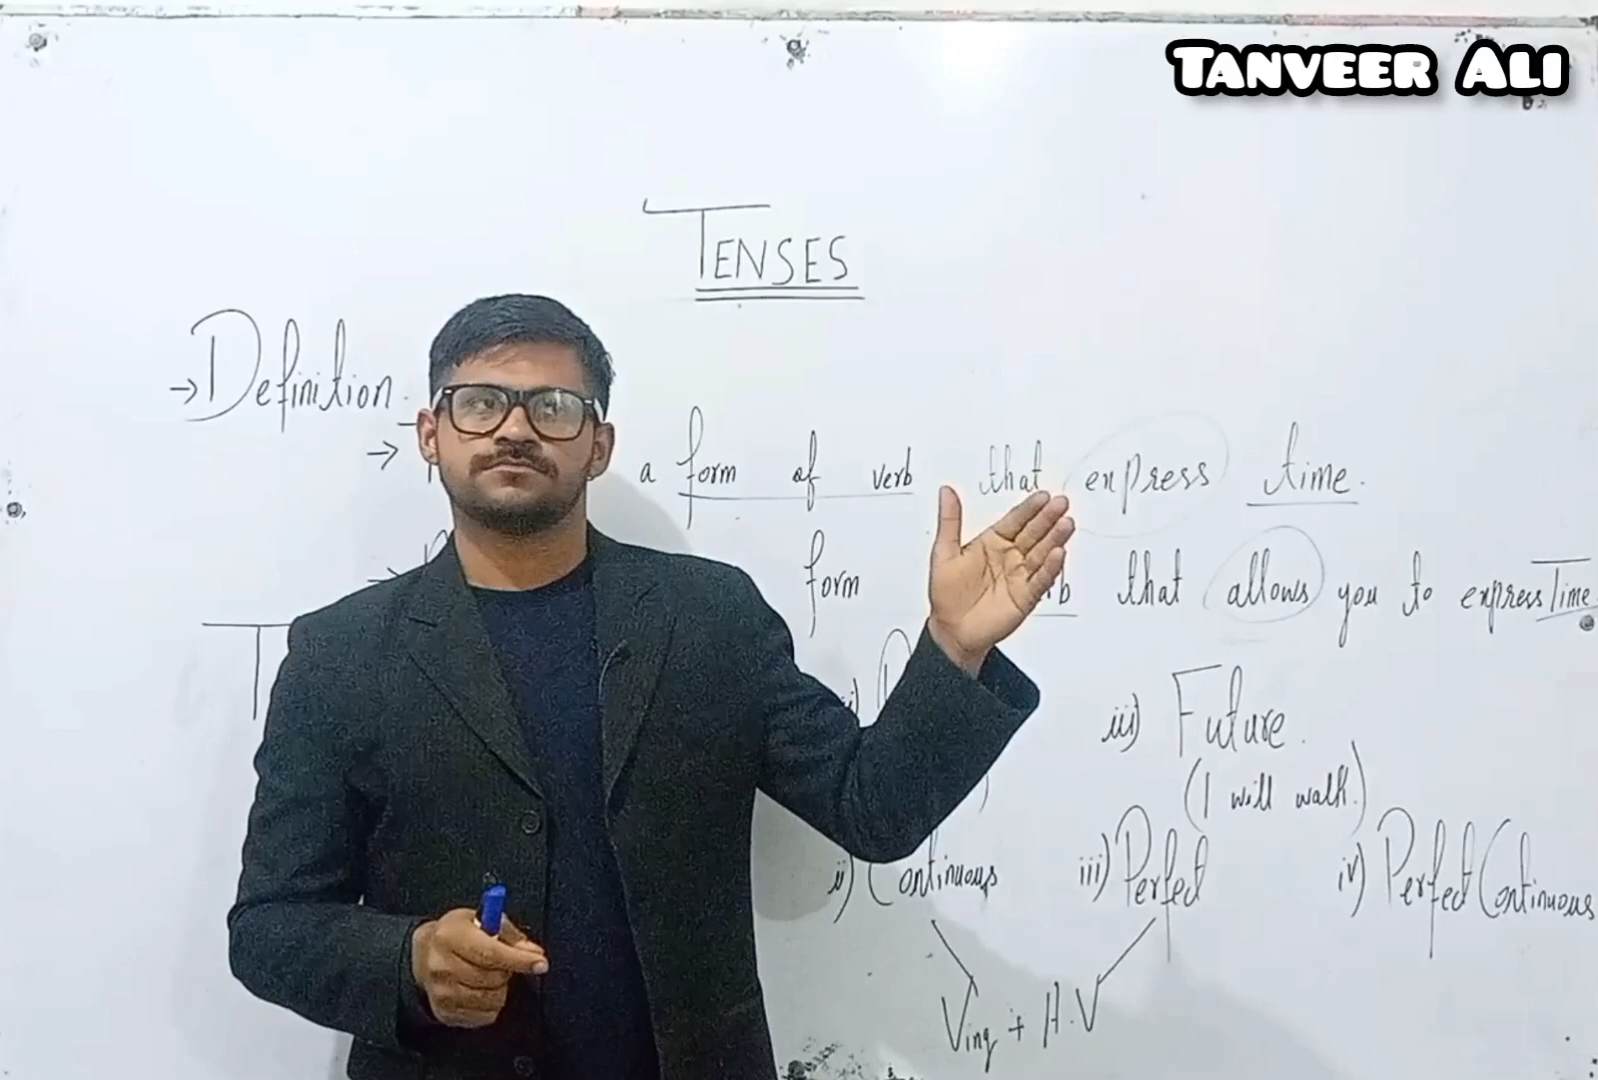 TANVEER ALI
TENSES
→ Definition.
→ a form of verb that express time.
→ form that allows you to express Time
ii) iii) Future.
(I will walk.)
ii) Continuous iii) Perfect iv) Perfect Continuous
Ving + H.V